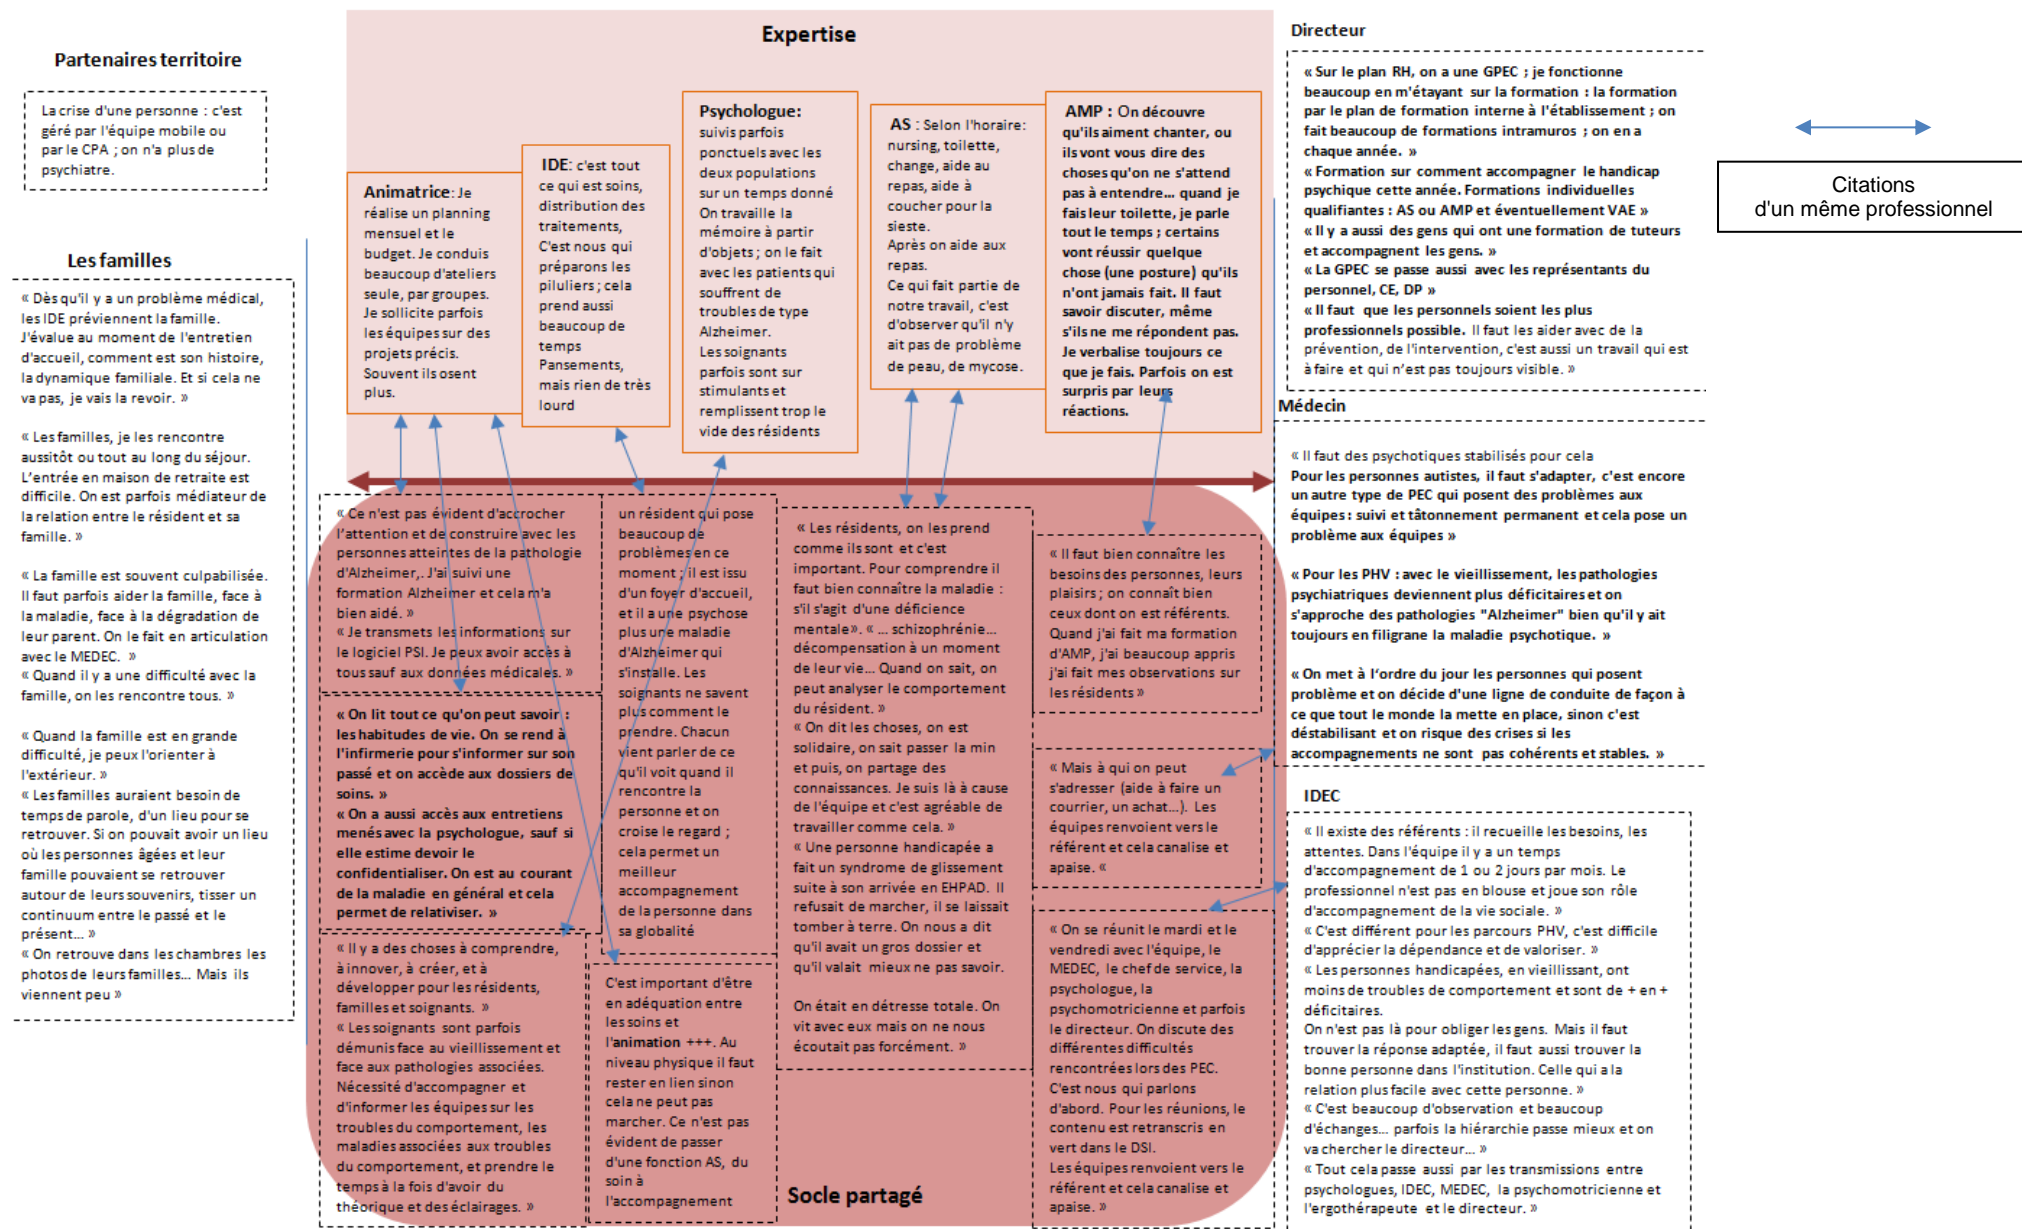 Expertise
Partenaires territoire
La crise d'une personne : c'est
géré par l'équipe mobile ou
par le CPA ; on n'a plus de
psychiatre.
Les familles
« Dès qu'il y a un problème médical,
les IDE préviennent la famille.
J'évalue au moment de l'entretien
d'accueil, comment est son histoire,
la dynamique familiale. Et si cela ne
va pas, je vais la revoir. »
« Les familles, je les rencontre
aussitôt ou tout au long du séjour.
L'entrée en maison de retraite est
difficile. On est parfois médiateur de
la relation entre le résident et sa
famille. »
« La famille est souvent culpabilisée.
Il faut parfois aider la famille, face à
la maladie, face à la dégradation de
leur parent. On le fait en articulation
avec le MEDEC. »
« Quand il y a une difficulté avec la
famille, on les rencontre tous. »
« Quand la famille est en grande
difficulté, je peux l'orienter à
l'extérieur. »
« Les familles auraient besoin de
temps de parole, d'un lieu pour se
retrouver. Si on pouvait avoir un lieu
où les personnes âgées et leur
famille pouvaient se retrouver
autour de leurs souvenirs, tisser un
continuum entre le passé et le
présent... »
« On retrouve dans les chambres les
photos de leurs familles... Mais ils
viennent peu »
Animatrice: Je
réalise un planning
mensuel et le
budget. Je conduis
beaucoup d'ateliers
seule, par groupes.
Je sollicite parfois
les équipes sur des
projets précis.
Souvent ils osent
plus.
IDE: c'est tout
ce qui est soins,
distribution des
traitements,
C'est nous qui
préparons les
piluliers ; cela
prend aussi
beaucoup de
temps
Pansements,
mais rien de très
lourd
Psychologue:
suivis parfois
ponctuels avec les
deux populations
sur un temps donné
On travaille la
mémoire à partir
d'objets ; on le fait
avec les patients qui
souffrent de
troubles de type
Alzheimer.
Les soignants
parfois sont sur
stimulants et
remplissent trop le
vide des résidents
AS : Selon l'horaire:
nursing, toilette,
change, aide au
repas, aide à
coucher pour la
sieste.
Après on aide aux
repas.
Ce qui fait partie de
notre travail, c'est
d'observer qu'il n'y
ait pas de problème
de peau, de mycose.
AMP : On découvre
qu'ils aiment chanter, ou
ils vont vous dire des
choses qu'on ne s'attend
pas à entendre... quand je
fais leur toilette, je parle
tout le temps ; certains
vont réussir quelque
chose (une posture) qu'ils
n'ont jamais fait. Il faut
savoir discuter, même
s'ils ne me répondent pas.
Je verbalise toujours ce
que je fais. Parfois on est
surpris par leurs
réactions.
« Ce n'est pas évident d'accrocher
l'attention et de construire avec les
personnes atteintes de la pathologie
d'Alzheimer,. J'ai suivi une
formation Alzheimer et cela m'a
bien aidé. »
« Je transmets les informations sur
le logiciel PSI. Je peux avoir accès à
tous sauf aux données médicales. »
« On lit tout ce qu'on peut savoir :
les habitudes de vie. On se rend à
l'infirmerie pour s'informer sur son
passé et on accède aux dossiers de
soins. »
« On a aussi accès aux entretiens
menés avec la psychologue, sauf si
elle estime devoir le
confidentialiser. On est au courant
de la maladie en général et cela
permet de relativiser. »
« Il y a des choses à comprendre,
à innover, à créer, et à
développer pour les résidents,
familles et soignants. »
« Les soignants sont parfois
démunis face au vieillissement et
face aux pathologies associées.
Nécessité d'accompagner et
d'informer les équipes sur les
troubles du comportement, les
maladies associées aux troubles
du comportement, et prendre le
temps à la fois d'avoir du
théorique et des éclairages. »
un résident qui pose
beaucoup de
problèmes en ce
moment ; il est issu
d'un foyer d'accueil,
et il a une psychose
plus une maladie
d'Alzheimer qui
s'installe. Les
soignants ne savent
plus comment le
prendre. Chacun
vient parler de ce
qu'il voit quand il
rencontre la
personne et on
croise le regard ;
cela permet un
meilleur
accompagnement
de la personne dans
sa globalité
C'est important d'être
en adéquation entre
les soins et
l'animation +++. Au
niveau physique il faut
rester en lien sinon
cela ne peut pas
marcher. Ce n'est pas
évident de passer
d'une fonction AS, du
soin à
l'accompagnement
« Les résidents, on les prend
comme ils sont et c'est
important. Pour comprendre il
faut bien connaître la maladie :
s'il s'agit d'une déficience
mentale». « ... schizophrénie...
décompensation à un moment
de leur vie... Quand on sait, on
peut analyser le comportement
du résident. »
« On dit les choses, on est
solidaire, on sait passer la min
et puis, on partage des
connaissances. Je suis là à cause
de l'équipe et c'est agréable de
travailler comme cela. »
« Une personne handicapée a
fait un syndrome de glissement
suite à son arrivée en EHPAD. Il
refusait de marcher, il se laissait
tomber à terre. On nous a dit
qu'il avait un gros dossier et
qu'il valait mieux ne pas savoir.
On était en détresse totale. On
vit avec eux mais on ne nous
écoutait pas forcément. »
« Il faut bien connaître les
besoins des personnes, leurs
plaisirs ; on connaît bien
ceux dont on est référents.
Quand j'ai fait ma formation
d'AMP, j'ai beaucoup appris
j'ai fait mes observations sur
les résidents »
« Mais à qui on peut
s'adresser (aide à faire un
courrier, un achat...). Les
équipes renvoient vers le
référent et cela canalise et
apaise. «
« On se réunit le mardi et le
vendredi avec l'équipe, le
MEDEC, le chef de service, la
psychologue, la
psychomotricienne et parfois
le directeur. On discute des
différentes difficultés
rencontrées lors des PEC.
C'est nous qui parlons
d'abord. Pour les réunions, le
contenu est retranscris en
vert dans le DSI.
Les équipes renvoient vers le
référent et cela canalise et
apaise. »
Socle partagé
Directeur
« Sur le plan RH, on a une GPEC ; je fonctionne
beaucoup en m'étayant sur la formation : la formation
par le plan de formation interne à l'établissement ; on
fait beaucoup de formations intramuros ; on en a
chaque année. »
« Formation sur comment accompagner le handicap
psychique cette année. Formations individuelles
qualifiantes : AS ou AMP et éventuellement VAE »
« Il y a aussi des gens qui ont une formation de tuteurs
et accompagnent les gens. »
« La GPEC se passe aussi avec les représentants du
personnel, CE, DP »
« Il faut que les personnels soient les plus
professionnels possible. Il faut les aider avec de la
prévention, de l'intervention, c'est aussi un travail qui est
à faire et qui n'est pas toujours visible. »
Médecin
« Il faut des psychotiques stabilisés pour cela
Pour les personnes autistes, il faut s'adapter, c'est encore
un autre type de PEC qui posent des problèmes aux
équipes : suivi et tâtonnement permanent et cela pose un
problème aux équipes »
« Pour les PHV : avec le vieillissement, les pathologies
psychiatriques deviennent plus déficitaires et on
s'approche des pathologies "Alzheimer" bien qu'il y ait
toujours en filigrane la maladie psychotique. »
« On met à l'ordre du jour les personnes qui posent
problème et on décide d'une ligne de conduite de façon à
ce que tout le monde la mette en place, sinon c'est
déstabilisant et on risque des crises si les
accompagnements ne sont pas cohérents et stables. »
IDEC
« Il existe des référents : il recueille les besoins, les
attentes. Dans l'équipe il y a un temps
d'accompagnement de 1 ou 2 jours par mois. Le
professionnel n'est pas en blouse et joue son rôle
d'accompagnement de la vie sociale. »
« C'est différent pour les parcours PHV, c'est difficile
d'apprécier la dépendance et de valoriser. »
« Les personnes handicapées, en vieillissant, ont
moins de troubles de comportement et sont de + en +
déficitaires.
On n'est pas là pour obliger les gens. Mais il faut
trouver la réponse adaptée, il faut aussi trouver la
bonne personne dans l'institution. Celle qui a la
relation plus facile avec cette personne. »
« C'est beaucoup d'observation et beaucoup
d'échanges... parfois la hiérarchie passe mieux et on
va chercher le directeur... »
« Tout cela passe aussi par les transmissions entre
psychologues, IDEC, MEDEC, la psychomotricienne et
l'ergothérapeute et le directeur. »
Citations
d'un même professionnel